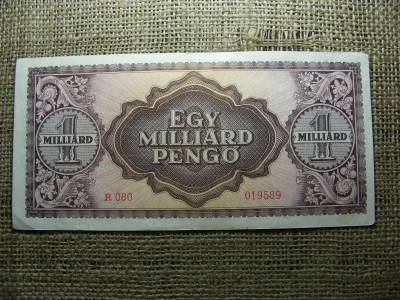 EGY
MILLIÁRD
PENGŐ
1
MILLIÁRD
1
MILLIÁRD
R 080
019589